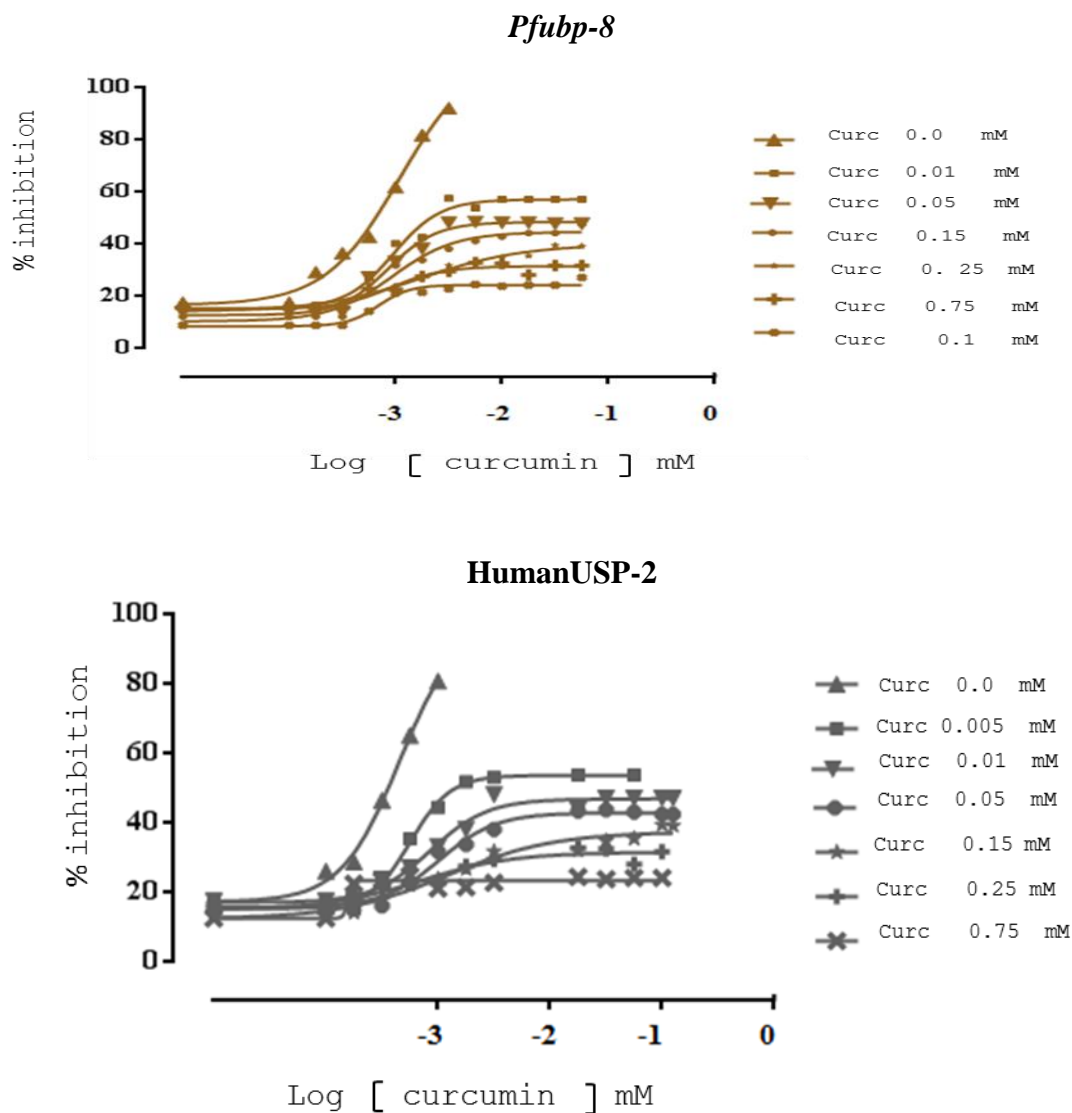 Pfubp-8
% inhibition
100
80
60
40
20
0
-3 -2 -1 0
Log [ curcumin ] mM
Curc 0.0 mM
Curc 0.01 mM
Curc 0.05 mM
Curc 0.15 mM
Curc 0. 25 mM
Curc 0.75 mM
Curc 0.1 mM
HumanUSP-2
% inhibition
100
80
60
40
20
0
-3 -2 -1 0
Log [ curcumin ] mM
Curc 0.0 mM
Curc 0.005 mM
Curc 0.01 mM
Curc 0.05 mM
Curc 0.15 mM
Curc 0.25 mM
Curc 0.75 mM